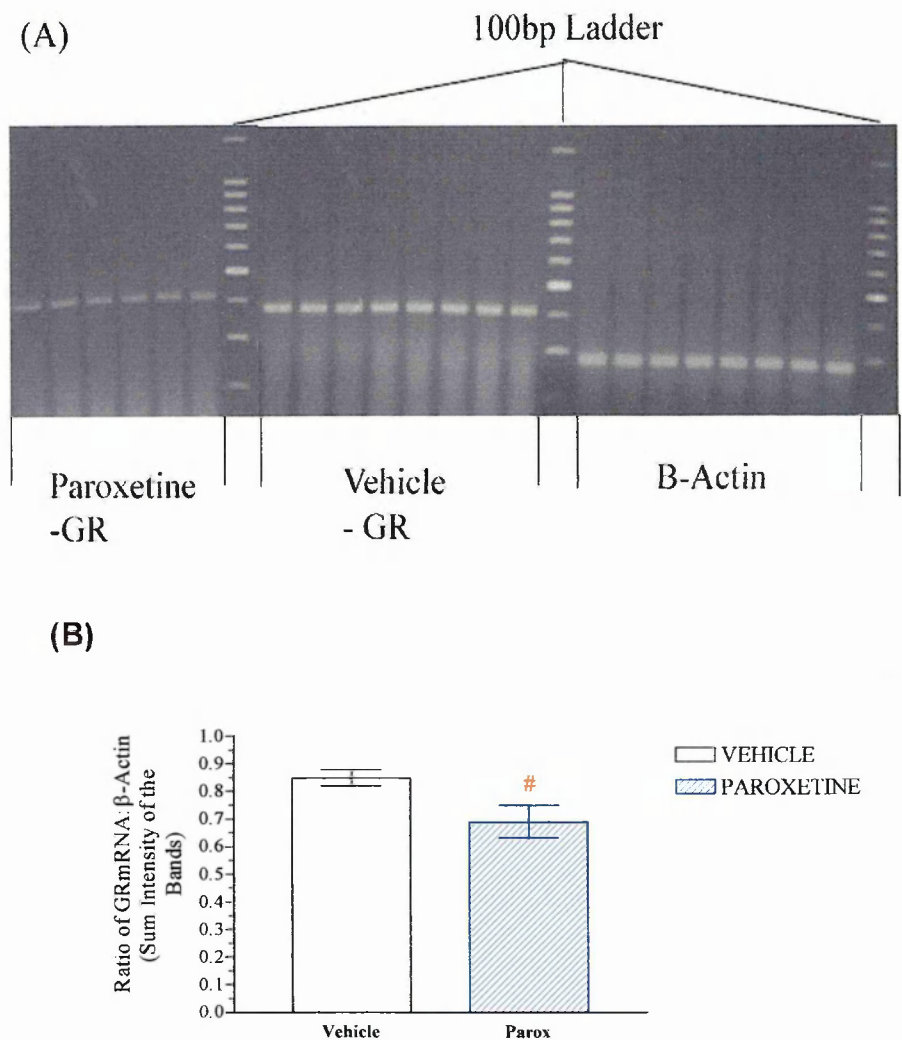 (A)
100bp Ladder
Paroxetine
-GR
Vehicle
- GR
B-Actin
(B)
Ratio of GRmRNA: β-Actin
(Sum Intensity of the
Bands)
1.0
0.9
0.8
0.7
0.6
0.5
0.4
0.3
0.2
0.1
0.0
#
VEHICLE
PAROXETINE
Vehicle
Parox